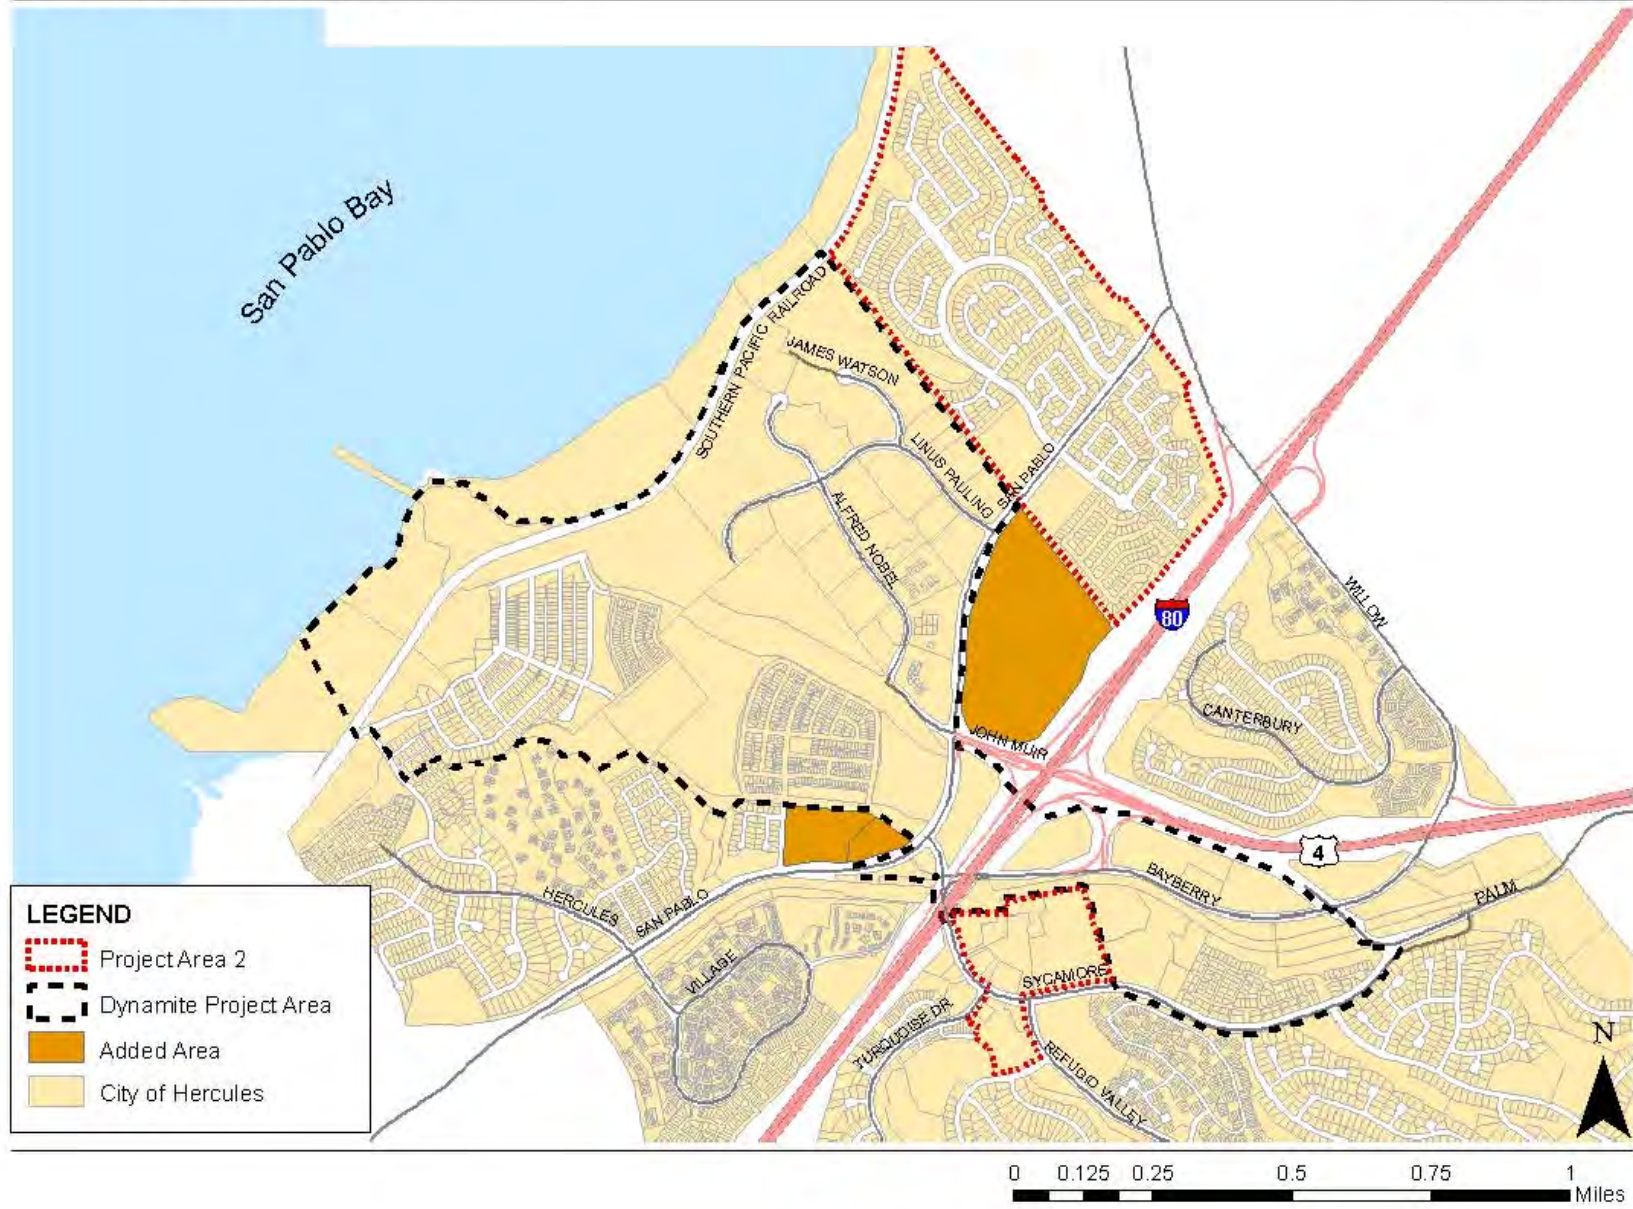 San Pablo Bay
SOUTHERN PACIFIC RAILROAD
JAMES WATSON
LINUS PAULING
SAN PABLO
ALFRED NOBEL
80
WILLOW
CANTERBURY
JOHN MUIR
4
BAYBERRY
PALM
HERCULES
SAN PABLO
VILLAGE
SYCAMORE
TURQUOISE DR
REFUGIO VALLEY
N
LEGEND
Project Area 2
Dynamite Project Area
Added Area
City of Hercules
0 0.125 0.25 0.5 0.75 1
Miles